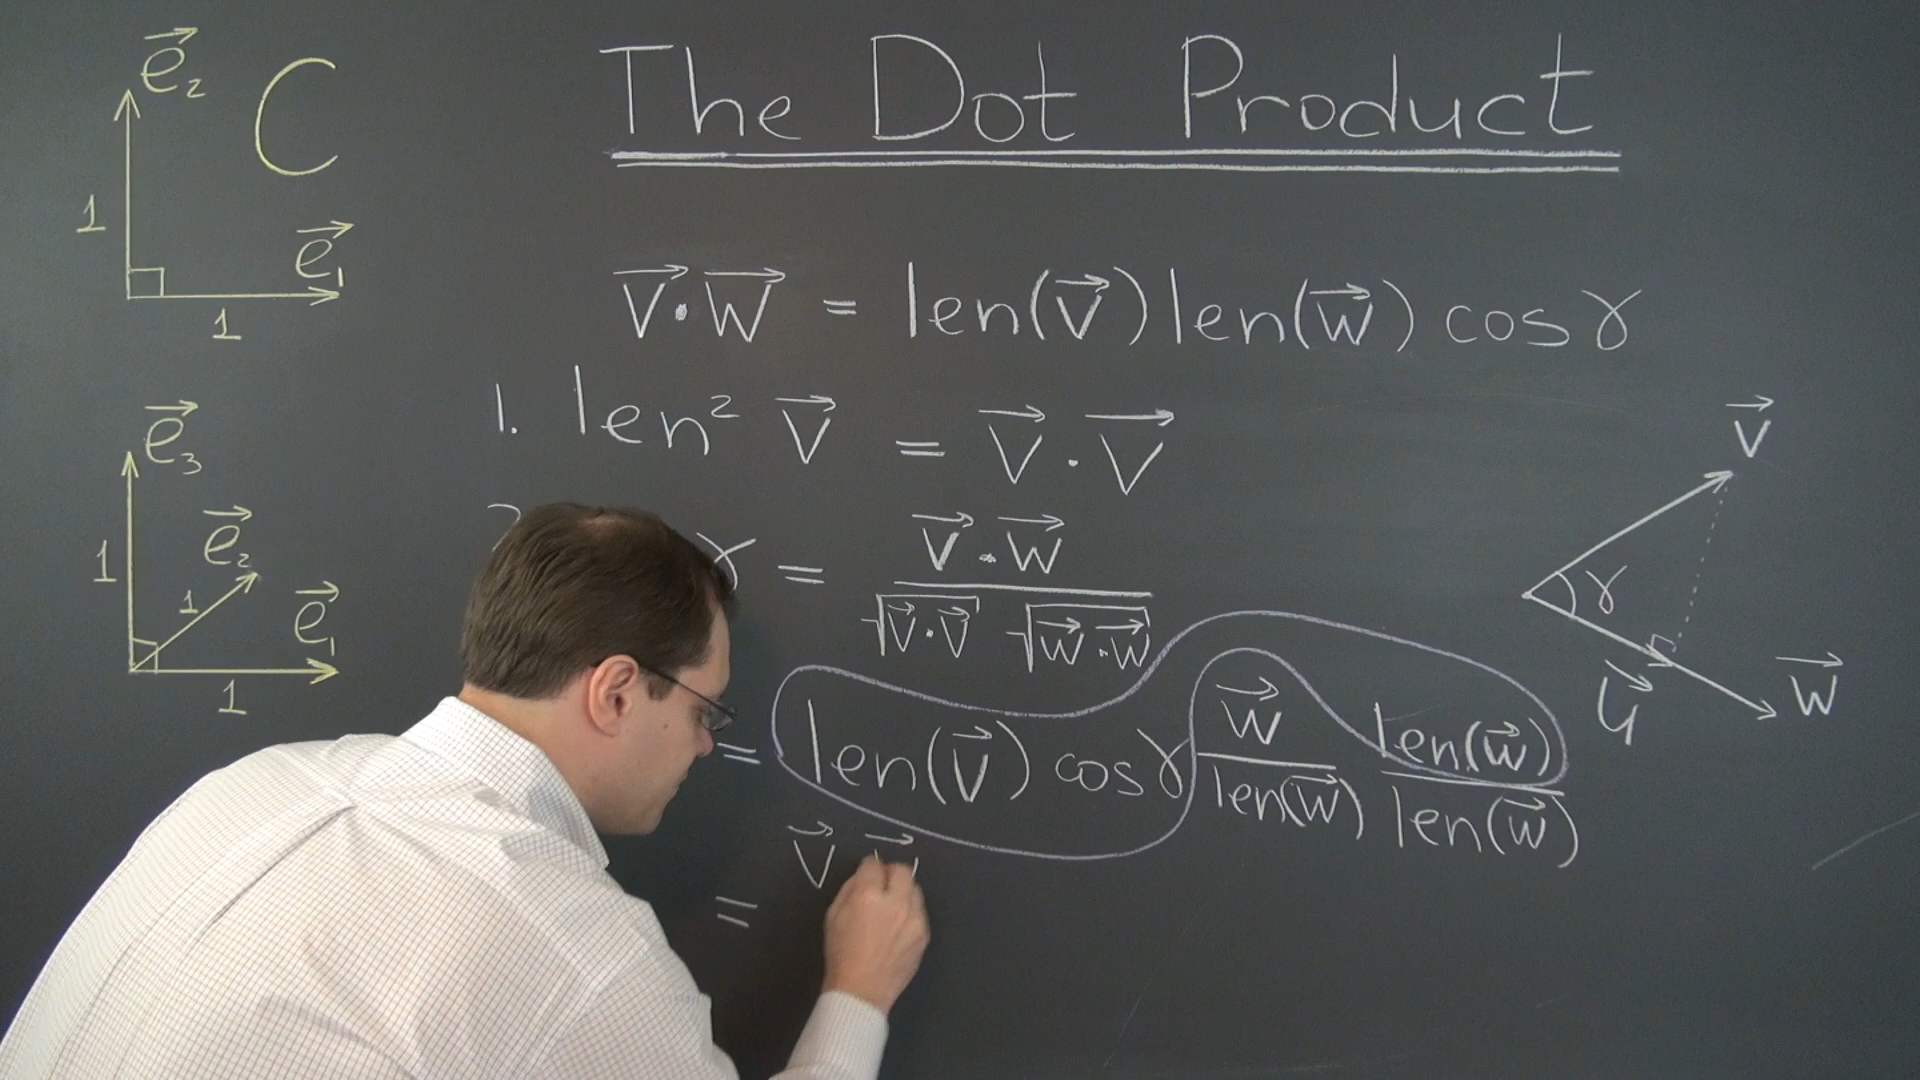 The Dot Product
e⃗₂
C
1
e⃗₁
1
v⃗·w⃗ = len(v⃗) len(w⃗) cos γ
1. len² v⃗ = v⃗·v⃗
γ = v⃗·w⃗ / √(v⃗·v⃗) √(w⃗·w⃗)
= len(v⃗) cos γ w⃗/len(w⃗) len(w⃗)/len(w⃗)
= v⃗
e⃗₃
e⃗₂
1
1
e⃗₁
1
v⃗
γ
u⃗
w⃗